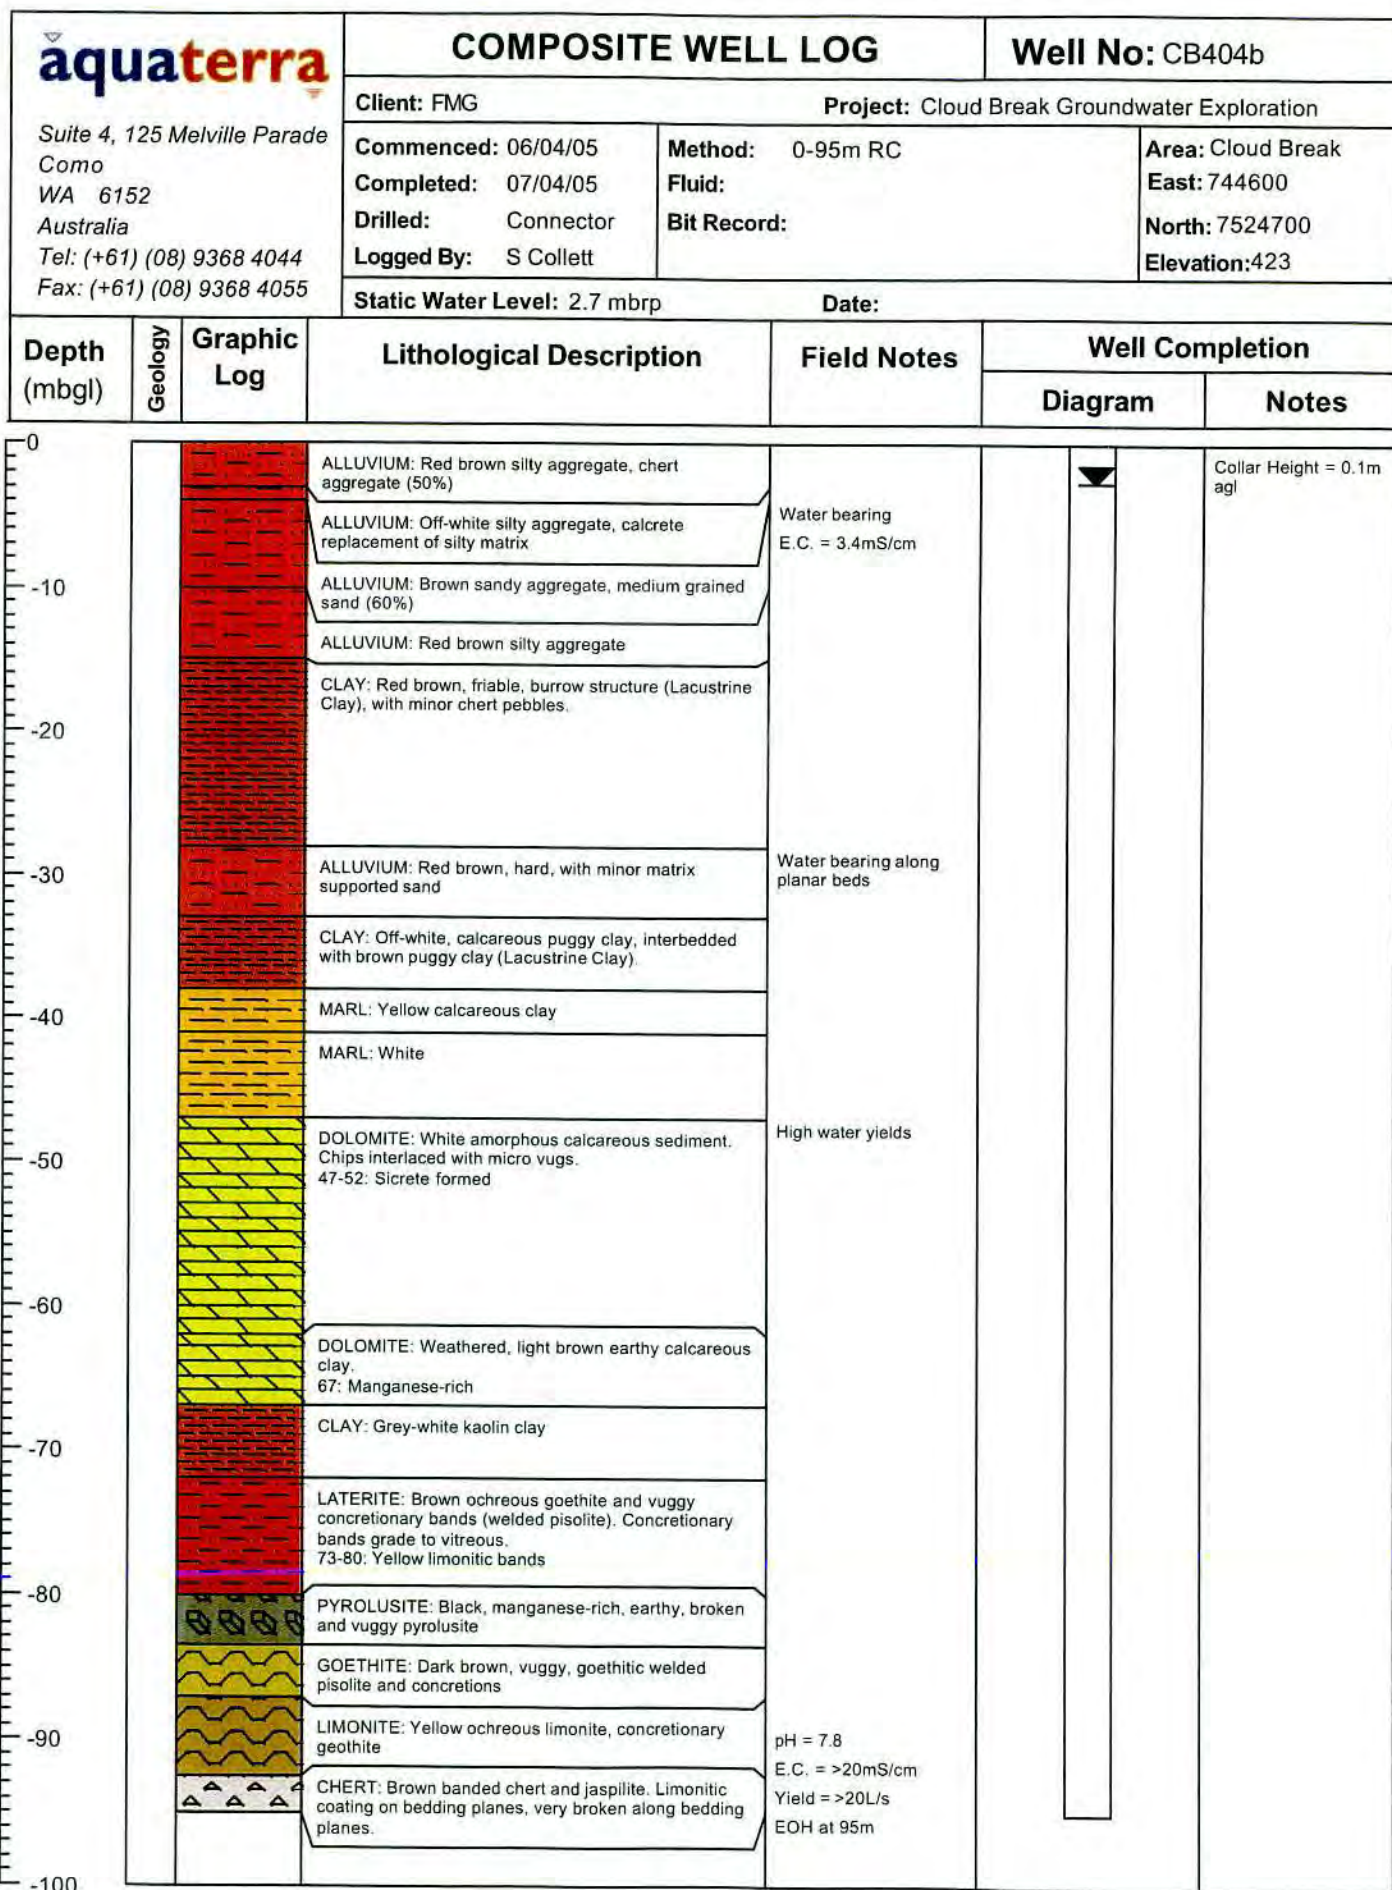 aquaterra
Suite 4, 125 Melville Parade
Como
WA 6152
Australia
Tel: (+61) (08) 9368 4044
Fax: (+61) (08) 9368 4055
COMPOSITE WELL LOG
Well No: CB404b
Client: FMG
Project: Cloud Break Groundwater Exploration
Commenced: 06/04/05
Completed: 07/04/05
Drilled: Connector
Logged By: S Collett
Method: 0-95m RC
Fluid:
Bit Record:
Area: Cloud Break
East: 744600
North: 7524700
Elevation:423
Static Water Level: 2.7 mbrp
Date:
Depth
(mbgl)
Geology
Graphic
Log
Lithological Description
Field Notes
Well Completion
Diagram
Notes
0
-10
-20
-30
-40
-50
-60
-70
-80
-90
-100
ALLUVIUM: Red brown silty aggregate, chert
aggregate (50%)
ALLUVIUM: Off-white silty aggregate, calcrete
replacement of silty matrix
ALLUVIUM: Brown sandy aggregate, medium grained
sand (60%)
ALLUVIUM: Red brown silty aggregate
CLAY: Red brown, friable, burrow structure (Lacustrine
Clay), with minor chert pebbles.
ALLUVIUM: Red brown, hard, with minor matrix
supported sand
CLAY: Off-white, calcareous puggy clay, interbedded
with brown puggy clay (Lacustrine Clay).
MARL: Yellow calcareous clay
MARL: White
DOLOMITE: White amorphous calcareous sediment.
Chips interlaced with micro vugs.
47-52: Sicrete formed
DOLOMITE: Weathered, light brown earthy calcareous
clay.
67: Manganese-rich
CLAY: Grey-white kaolin clay
LATERITE: Brown ochreous goethite and vuggy
concretionary bands (welded pisolite). Concretionary
bands grade to vitreous.
73-80: Yellow limonitic bands
PYROLUSITE: Black, manganese-rich, earthy, broken
and vuggy pyrolusite
GOETHITE: Dark brown, vuggy, goethitic welded
pisolite and concretions
LIMONITE: Yellow ochreous limonite, concretionary
geothite
CHERT: Brown banded chert and jaspilite. Limonitic
coating on bedding planes, very broken along bedding
planes.
Water bearing
E.C. = 3.4mS/cm
Water bearing along
planar beds
High water yields
pH = 7.8
E.C. = >20mS/cm
Yield = >20L/s
EOH at 95m
Collar Height = 0.1m
agl